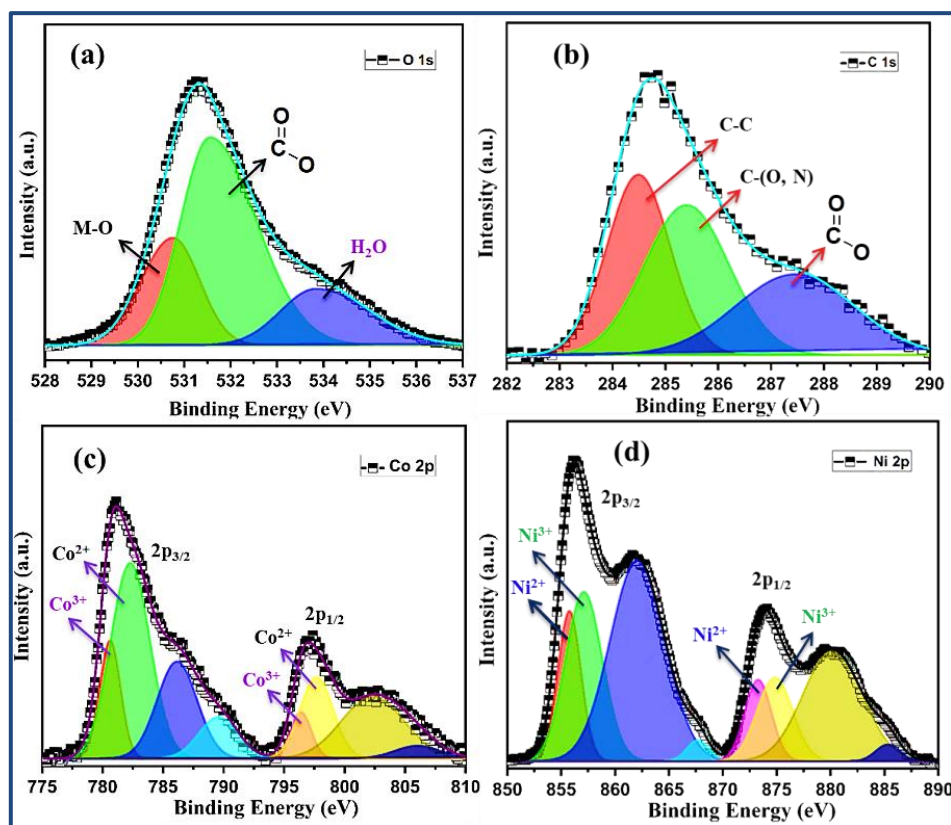 (a)
O 1s
O
C
O
M-O
H₂O
Intensity (a.u.)
528 529 530 531 532 533 534 535 536 537
Binding Energy (eV)
(b)
C 1s
C-C
C-(O, N)
O
C
O
Intensity (a.u.)
282 283 284 285 286 287 288 289 290
Binding Energy (eV)
(c)
Co 2p
Co²⁺
2p₃/₂
Co³⁺
2p₁/₂
Co²⁺
Co³⁺
Intensity (a.u.)
775 780 785 790 795 800 805 810
Binding Energy (eV)
(d)
Ni 2p
2p₃/₂
Ni³⁺
Ni²⁺
2p₁/₂
Ni²⁺
Ni³⁺
Intensity (a.u.)
850 855 860 865 870 875 880 885 890
Binding Energy (eV)